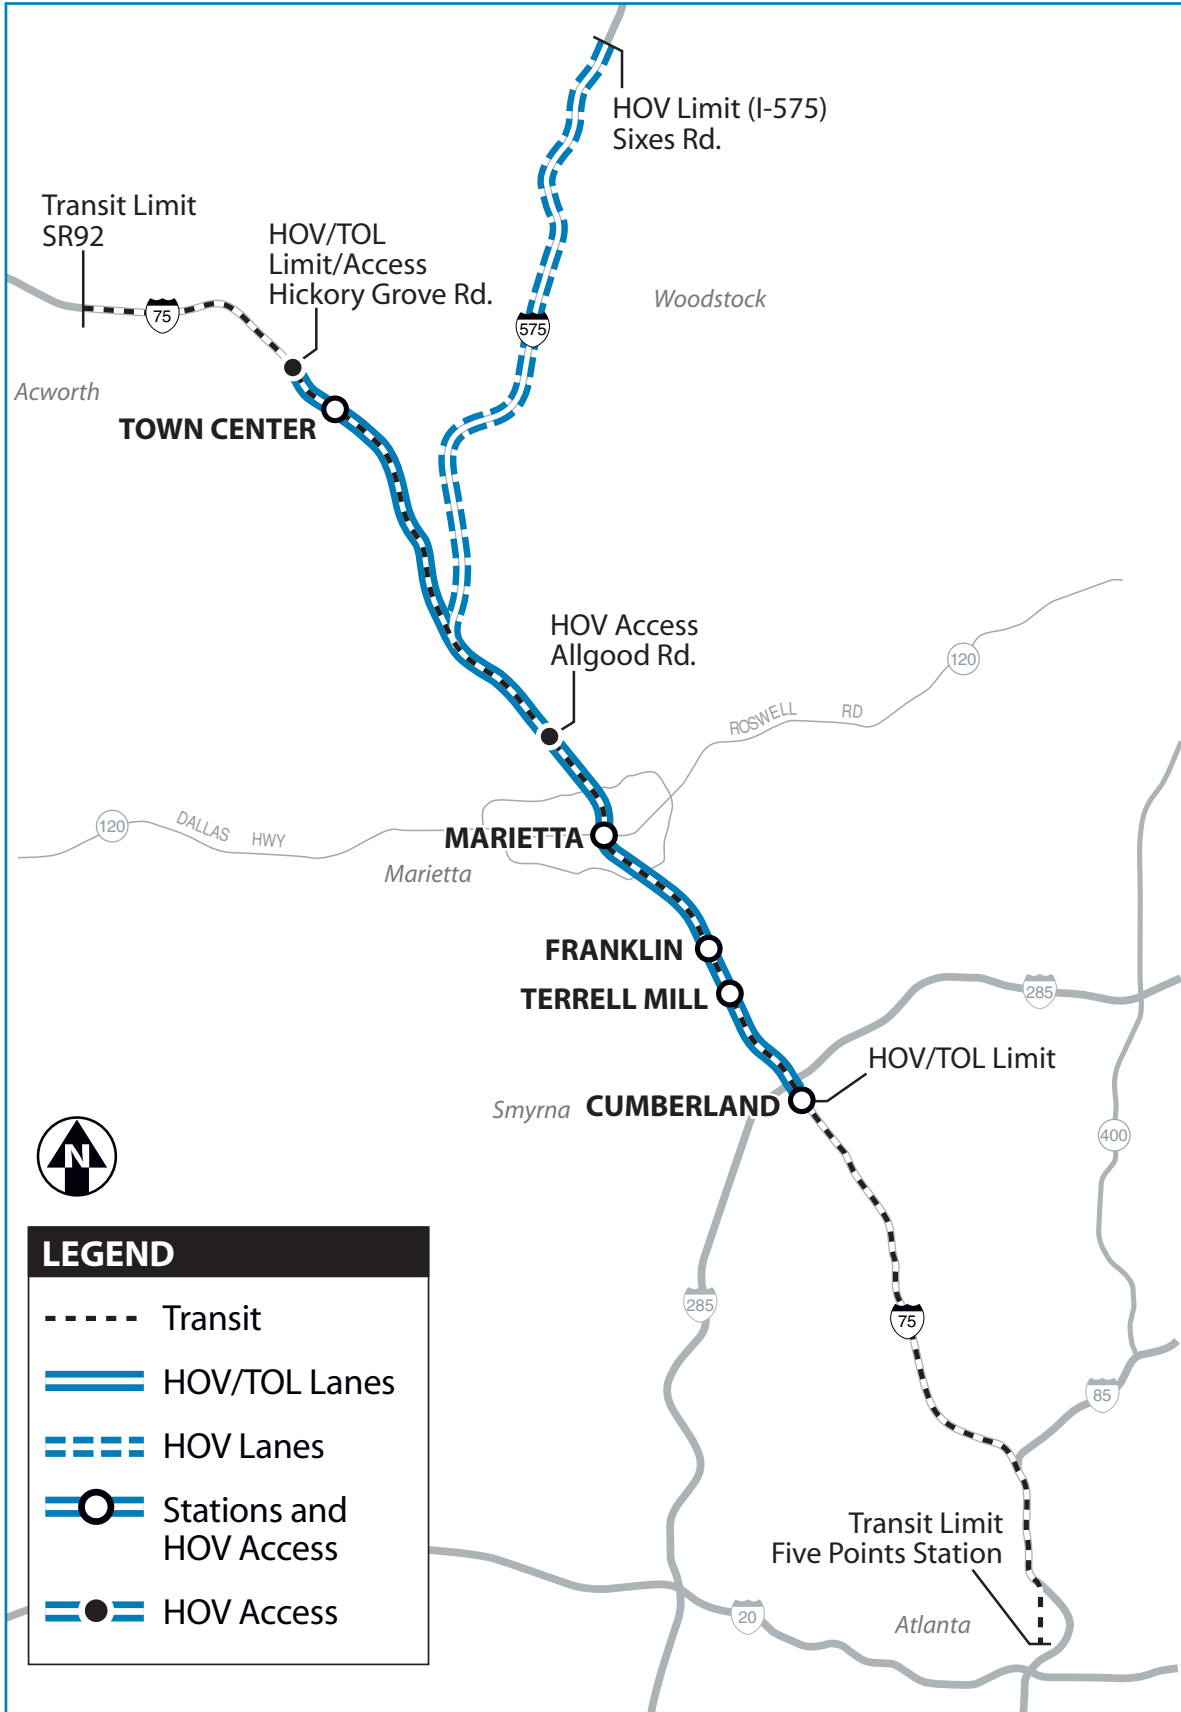 HOV Limit (I-575)
Sixes Rd.
Transit Limit
SR92
HOV/TOL
Limit/Access
Hickory Grove Rd.
75
575
Woodstock
Acworth
TOWN CENTER
HOV Access
Allgood Rd.
120
ROSWELL RD
120
DALLAS HWY
MARIETTA
Marietta
FRANKLIN
TERRELL MILL
285
HOV/TOL Limit
Smyrna
CUMBERLAND
400
N
285
75
85
LEGEND
Transit
HOV/TOL Lanes
HOV Lanes
Stations and
HOV Access
HOV Access
Transit Limit
Five Points Station
20
Atlanta